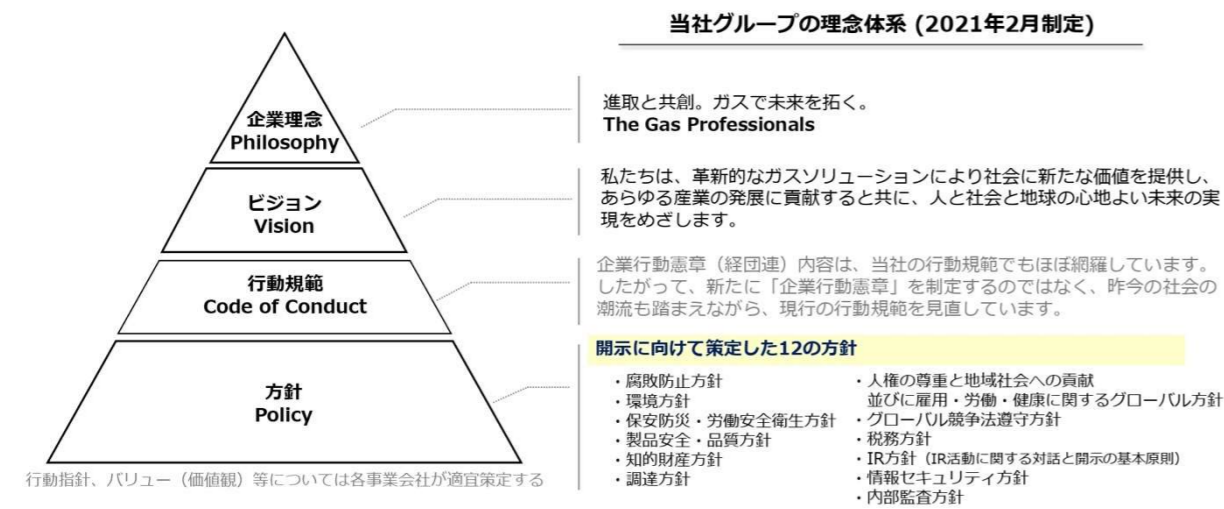 当社グループの理念体系 (2021年2月制定)
企業理念
Philosophy
進取と共創。ガスで未来を拓く。
The Gas Professionals
ビジョン
Vision
私たちは、革新的なガスソリューションにより社会に新たな価値を提供し、
あらゆる産業の発展に貢献すると共に、人と社会と地球の心地よい未来の実
現をめざします。
行動規範
Code of Conduct
企業行動憲章（経団連）内容は、当社の行動規範でもほぼ網羅しています。
したがって、新たに「企業行動憲章」を制定するのではなく、昨今の社会の
潮流も踏まえながら、現行の行動規範を見直しています。
方針
Policy
開示に向けて策定した12の方針
・腐敗防止方針
・環境方針
・保安防災・労働安全衛生方針
・製品安全・品質方針
・知的財産方針
・調達方針
・人権の尊重と地域社会への貢献
並びに雇用・労働・健康に関するグローバル方針
・グローバル競争法遵守方針
・税務方針
・IR方針（IR活動に関する対話と開示の基本原則）
・情報セキュリティ方針
・内部監査方針
行動指針、バリュー（価値観）等については各事業会社が適宜策定する